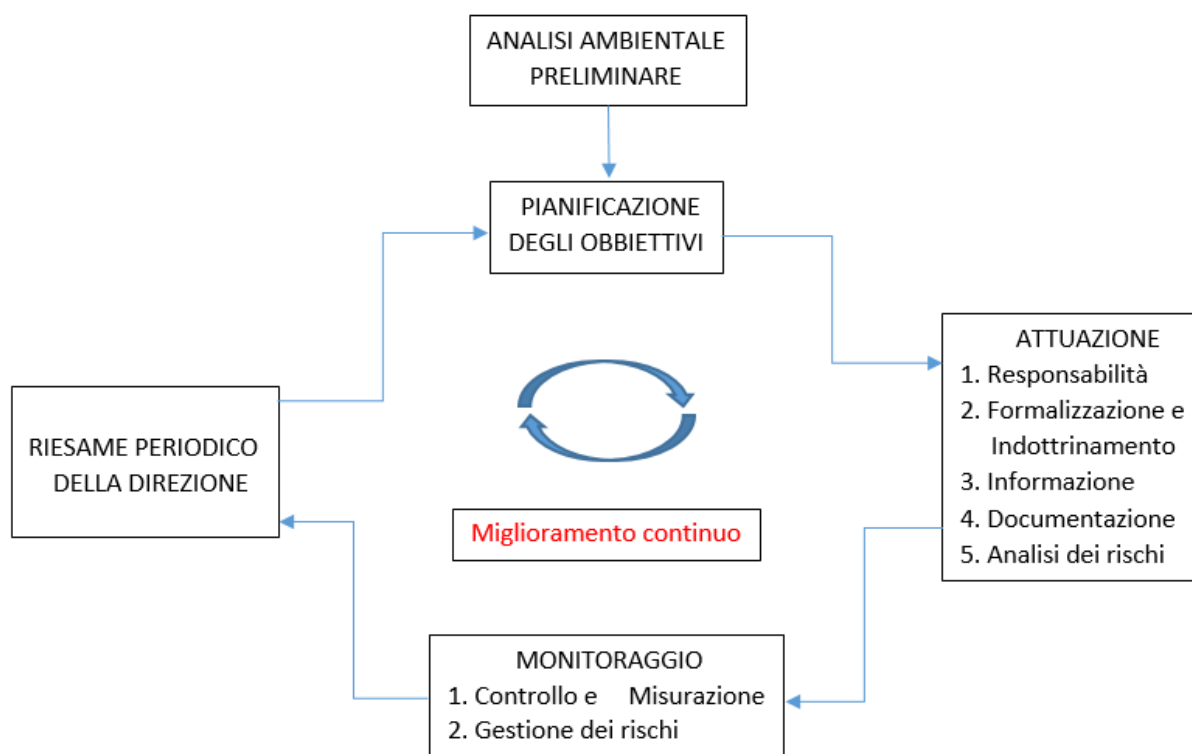 ANALISI AMBIENTALE
PRELIMINARE
PIANIFICAZIONE
DEGLI OBBIETTIVI
ATTUAZIONE
1. Responsabilità
2. Formalizzazione e
Indottrinamento
3. Informazione
4. Documentazione
5. Analisi dei rischi
RIESAME PERIODICO
DELLA DIREZIONE
Miglioramento continuo
MONITORAGGIO
1. Controllo e Misurazione
2. Gestione dei rischi